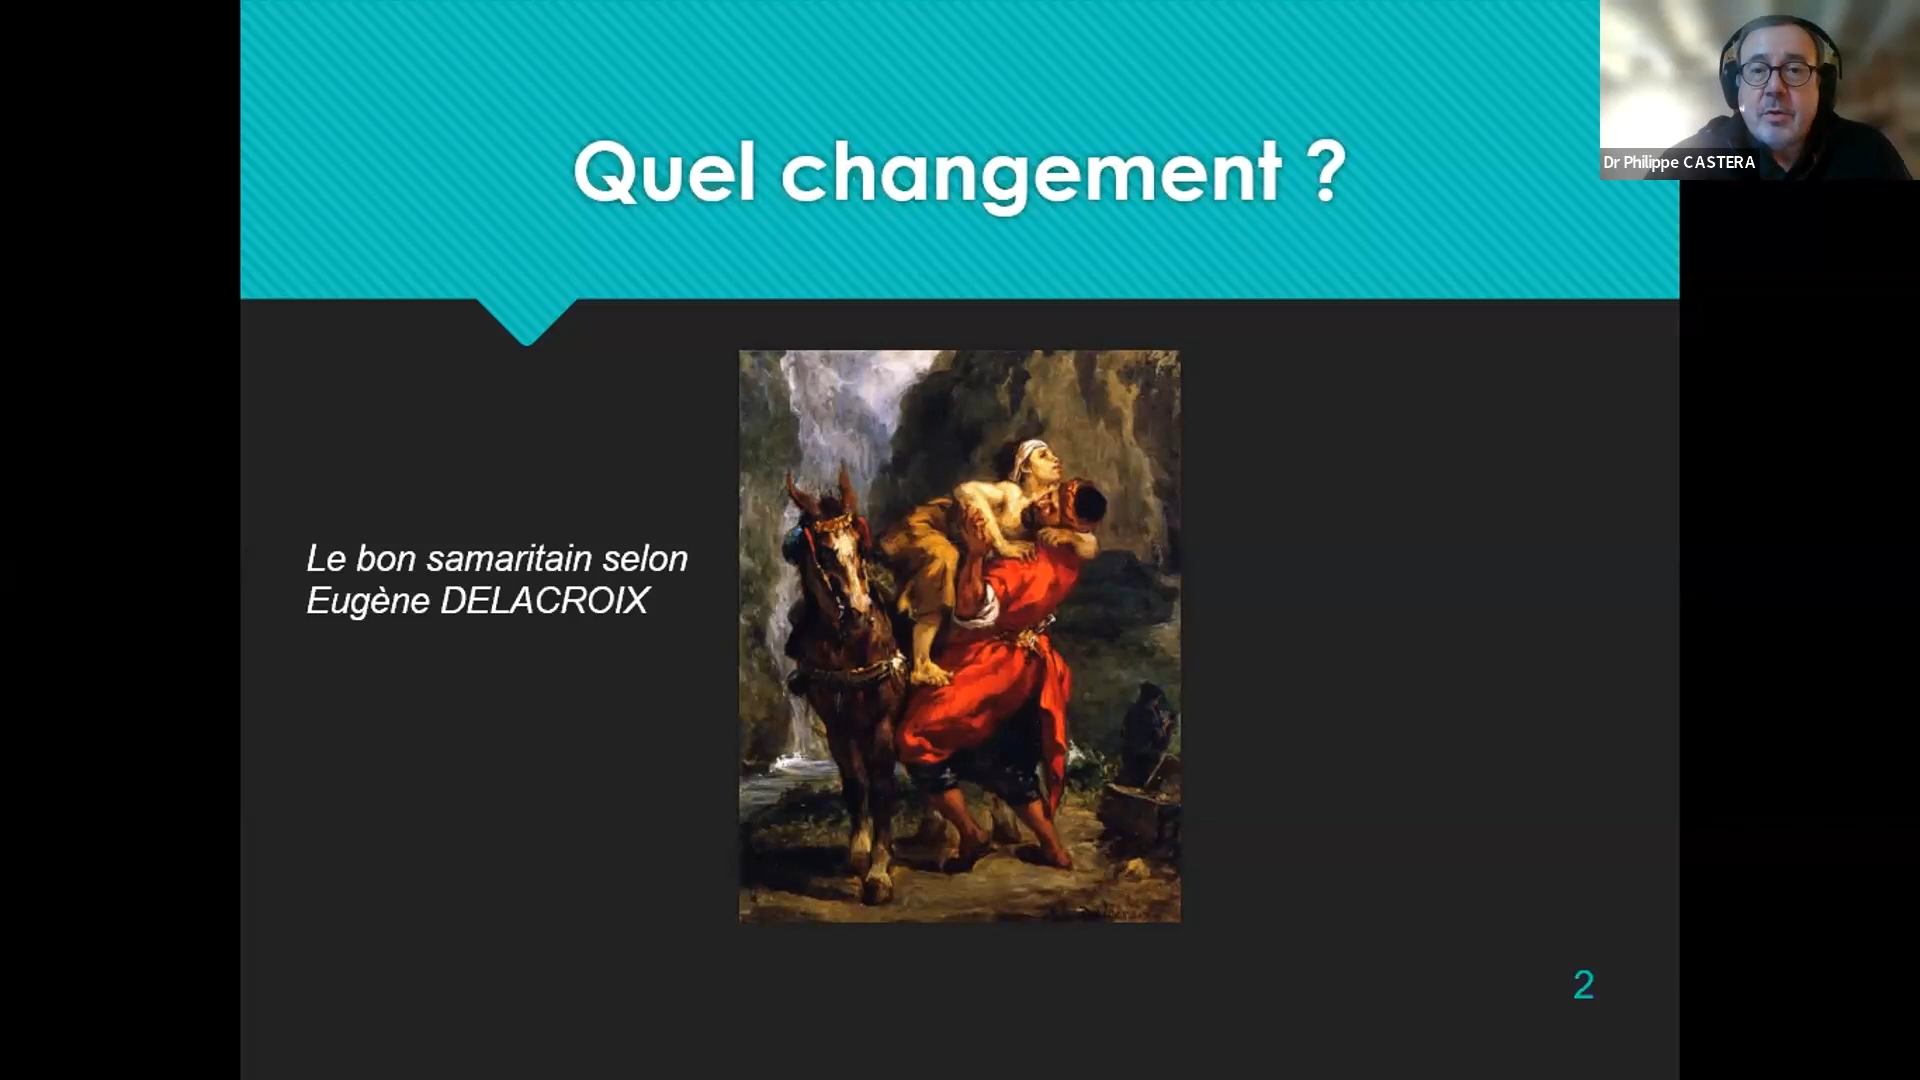 Quel changement ?
Dr Philippe CASTERA
Le bon samaritain selon
Eugène DELACROIX
2